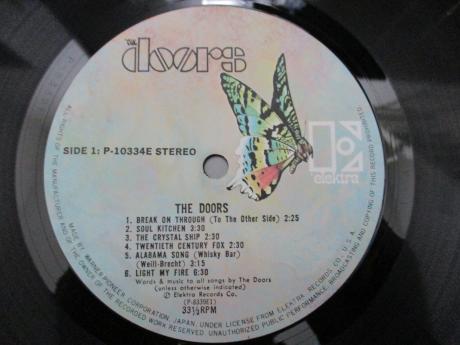 THE
doors
SIDE 1: P-10334E STEREO
elektra
THE DOORS
1. BREAK ON THROUGH (To The Other Side) 2:25
2. SOUL KITCHEN 3:30
3. THE CRYSTAL SHIP 2:30
4. TWENTIETH CENTURY FOX 2:30
5. ALABAMA SONG (Whisky Bar)
(Weill-Brecht) 3:15
6. LIGHT MY FIRE 6:30
Words & music to all songs by The Doors
(unless otherwise indicated)
℗ Elektra Records Co.
(P-6339E1)
33⅓RPM
ALL RIGHTS OF THE MANUFACTURER AND OF THE OWNER OF THE RECORDED WORK RESERVED. UNAUTHORIZED PUBLIC PERFORMANCE, BROADCASTING AND COPYING OF THIS RECORD PROHIBITED.
MADE BY WARNER-PIONEER CORPORATION, JAPAN, UNDER LICENSE FROM ELEKTRA RECORDS CO., U.S.A.